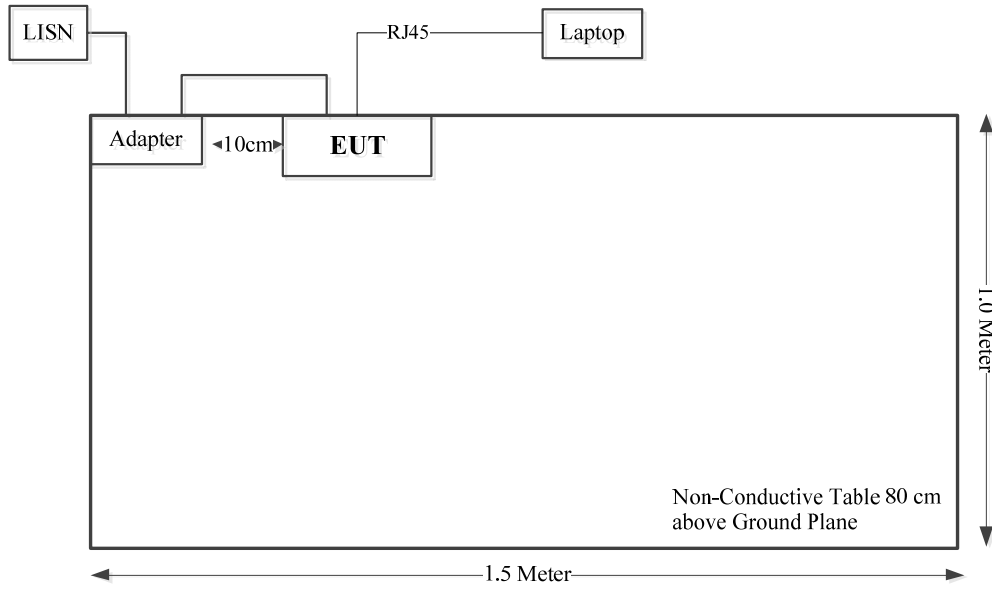 LISN
RJ45
Laptop
Adapter
10cm
EUT
1.0 Meter
Non-Conductive Table 80 cm
above Ground Plane
1.5 Meter